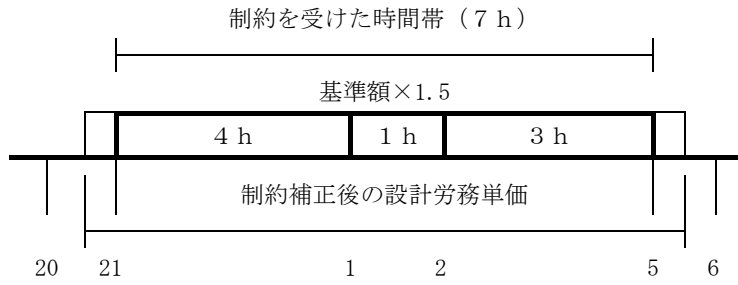 制約を受けた時間帯（７ｈ）
基準額×1.5
４ｈ １ｈ ３ｈ
制約補正後の設計労務単価
20 21 1 2 5 6